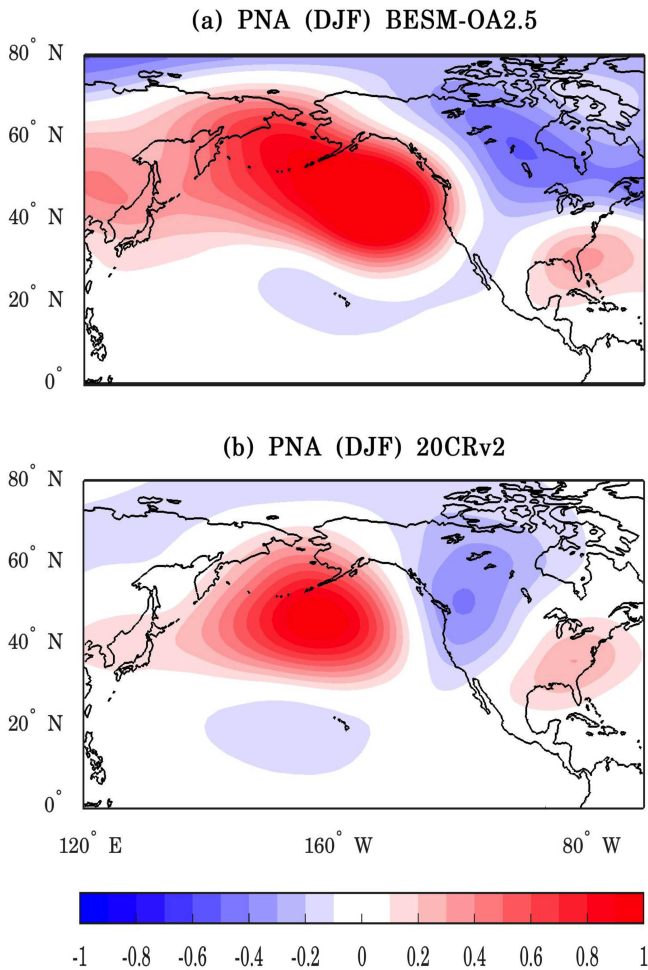 (a) PNA (DJF) BESM-OA2.5
80° N
60° N
40° N
20° N
0°
(b) PNA (DJF) 20CRv2
80° N
60° N
40° N
20° N
0°
120° E 160° W 80° W
-1 -0.8 -0.6 -0.4 -0.2 0 0.2 0.4 0.6 0.8 1